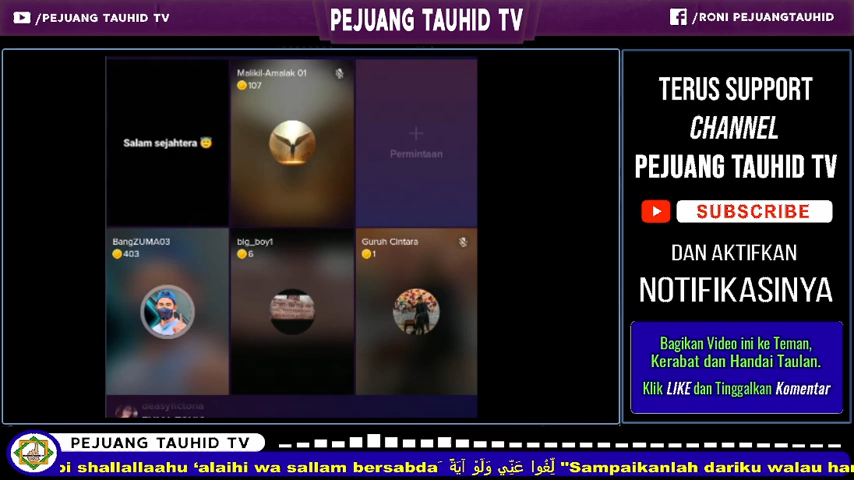 /PEJUANG TAUHID TV
PEJUANG TAUHID TV
/RONI PEJUANGTAUHID
Salam sejahtera 😇
Malikil-Amalak 01
107
Permintaan
BangZUMA03
403
big_boy1
6
Guruh Cintara
1
TERUS SUPPORT
CHANNEL
PEJUANG TAUHID TV
SUBSCRIBE
DAN AKTIFKAN
NOTIFIKASINYA
Bagikan Video ini ke Teman,
Kerabat dan Handai Taulan.
Klik LIKE dan Tinggalkan Komentar
PEJUANG TAUHID TV
bi shallallaahu ‘alaihi wa sallam bersabda لِّغُوا عَنِّي وَلَوْ آيَةً "Sampaikanlah dariku walau han